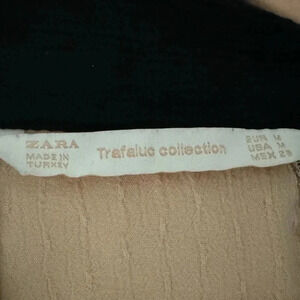 ZARA
MADE IN
TURKEY
Trafaluc collection
EUR M
USA M
MEX 28